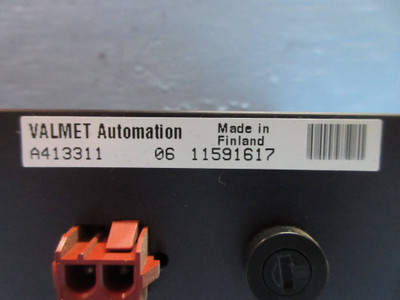 VALMET Automation Made in
Finland
A413311 06 11591617